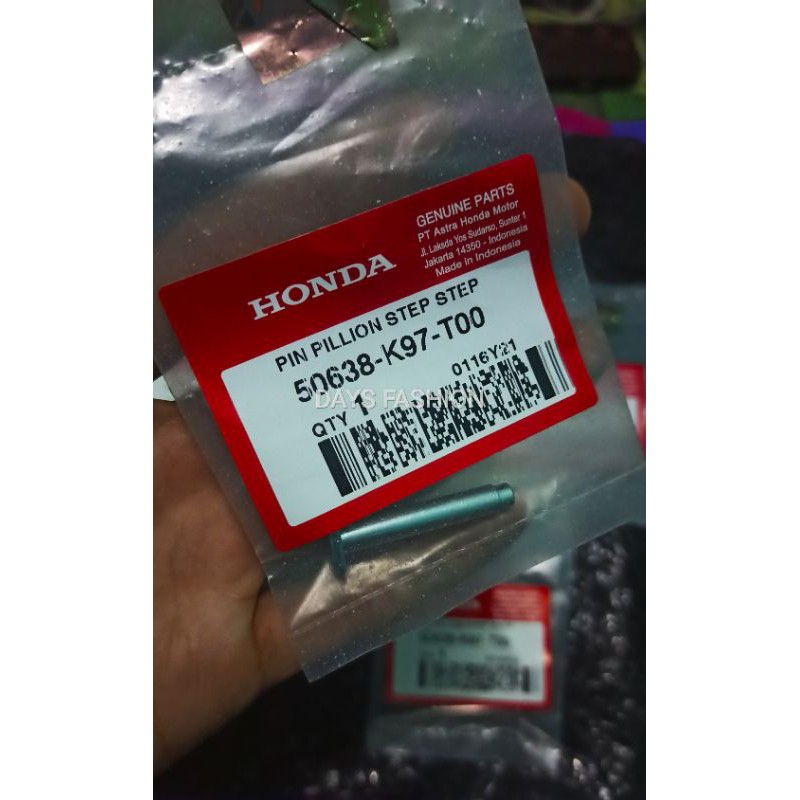 GENUINE PARTS
PT Astra Honda Motor
Jl. Laksda Yos Sudarso, Sunter 1
Jakarta 14350 - Indonesia
Made in Indonesia
HONDA
PIN PILLION STEP STEP
50638-K97-T00
0116Y21
DAYS FASHION
QTY 1
HONDA